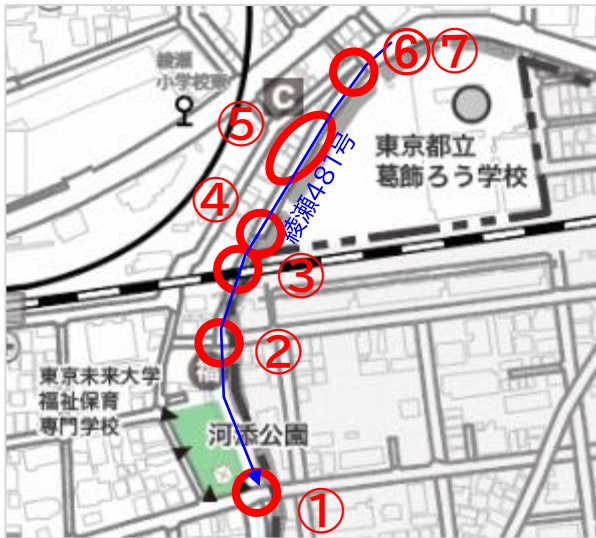 ⑥⑦
綾瀬
小学校東
C
⑤
東京都立
葛飾ろう学校
綾瀬481号
④
③
②
東京未来大学
福祉保育
専門学校
河添公園
①